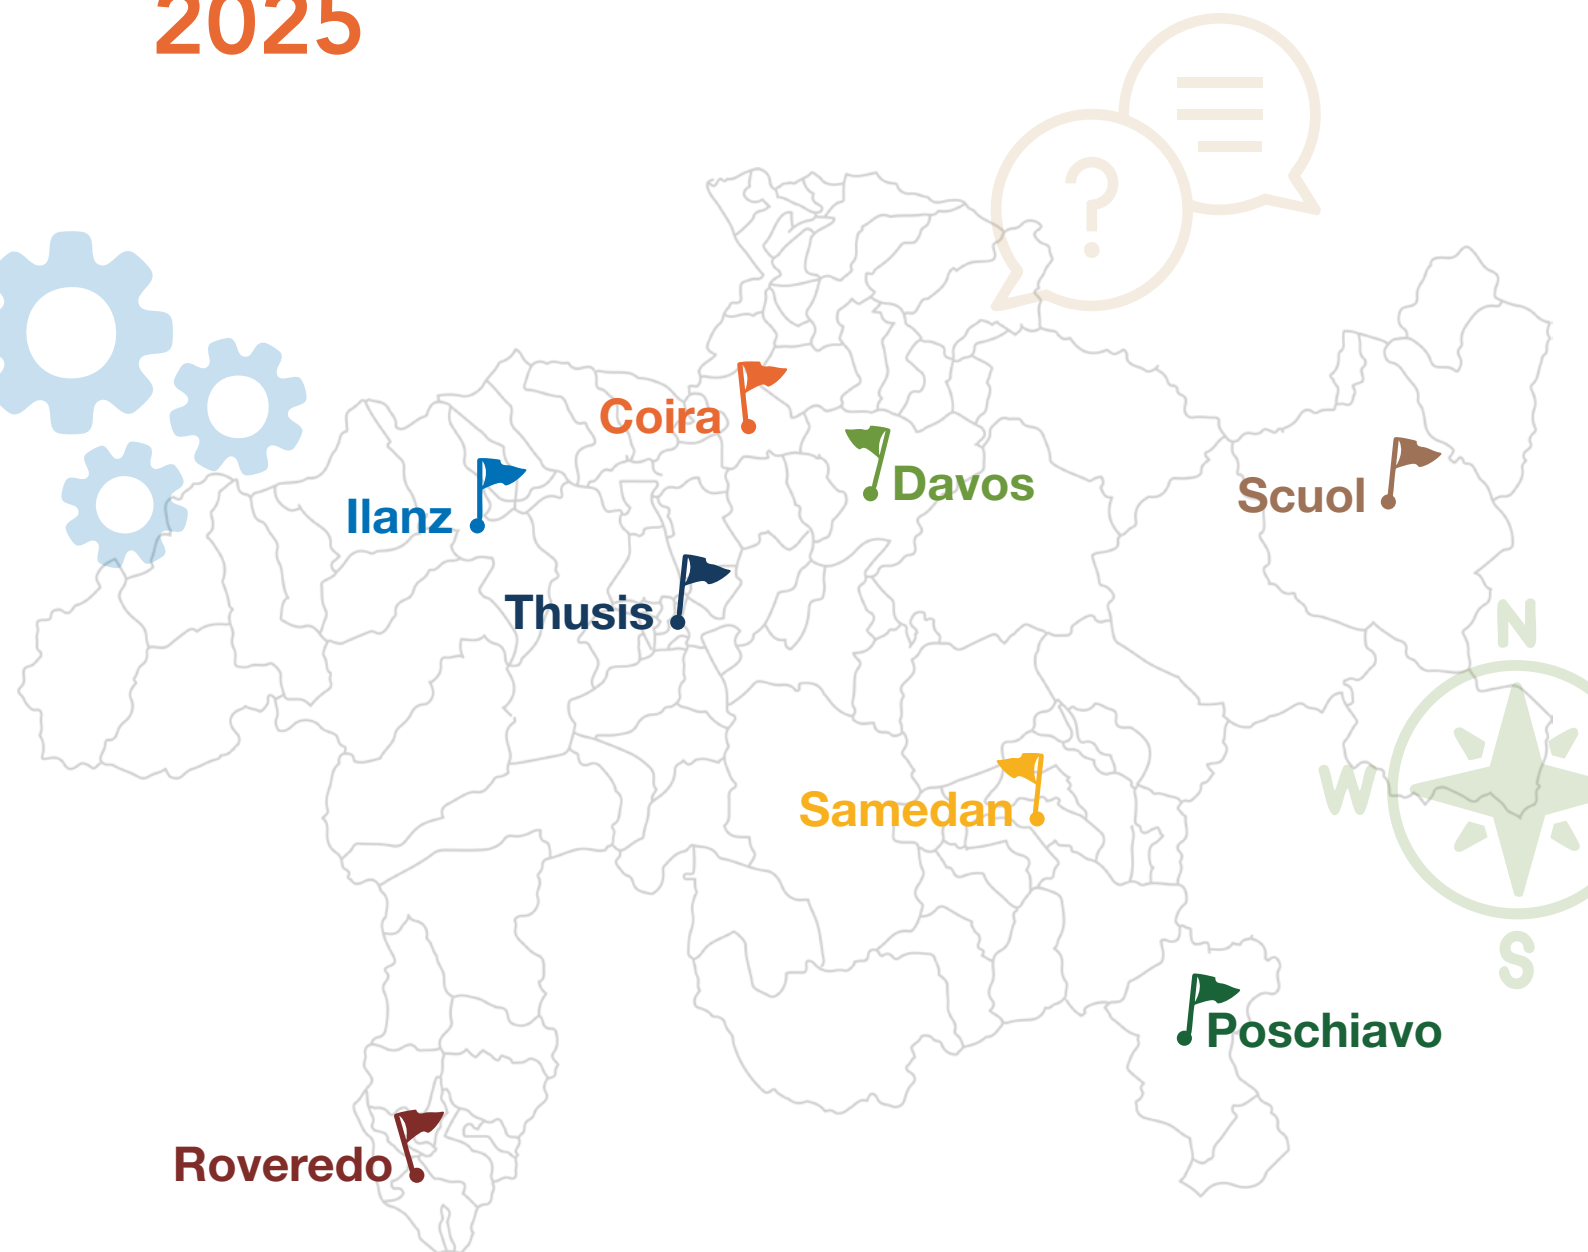 2025
?
Coira
Davos
Scuol
Ilanz
Thusis
N
W
Samedan
S
Poschiavo
Roveredo